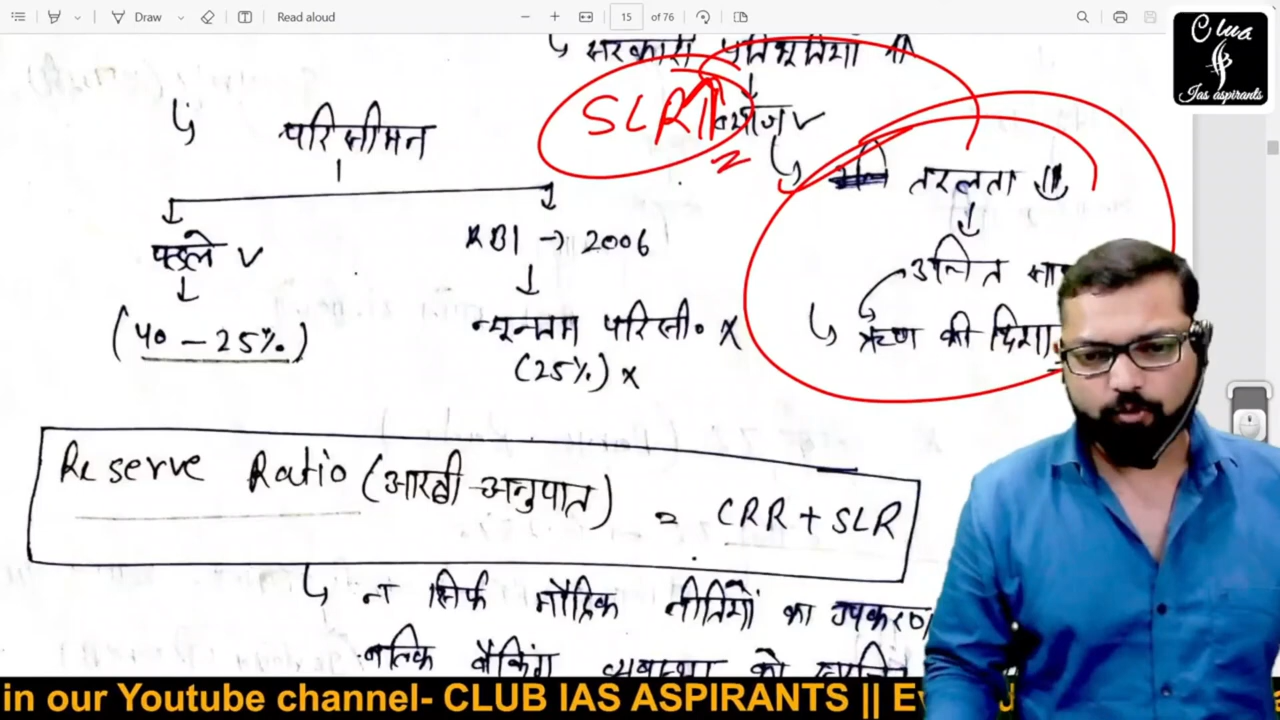 Draw
Read aloud
15 of 76
Club
Ias aspirants
↳ सरकारी प्रतिभूतियों
SLR
↳ परिसीमन
तरलता
पहले ✓
RBI → 2006
(40 – 25%)
न्यूनतम परिसी० x
(25%) x
उचित
↳ ऋण की दिशा
Reserve Ratio (आरक्षी-अनुपात) = CRR + SLR
↳ न सिर्फ मौद्रिक नीतियों का उपकरण
बल्कि बैंकिंग व्यवस्था को
in our Youtube channel- CLUB IAS ASPIRANTS || Ev